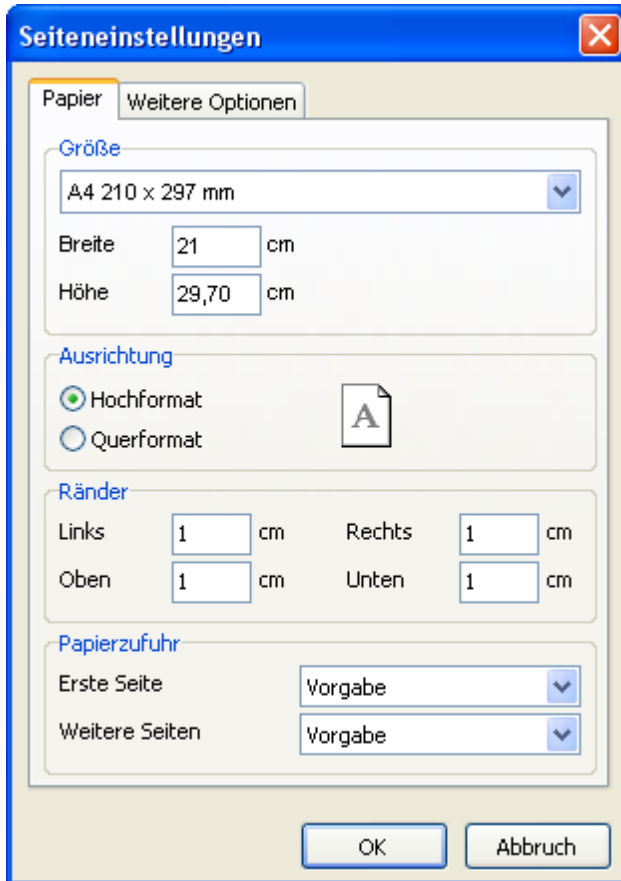 Seiteneinstellungen
Papier Weitere Optionen
Größe
A4 210 x 297 mm
Breite 21 cm
Höhe 29,70 cm
Ausrichtung
Hochformat
A
Querformat
Ränder
Links 1 cm Rechts 1 cm
Oben 1 cm Unten 1 cm
Papierzufuhr
Erste Seite Vorgabe
Weitere Seiten Vorgabe
OK Abbruch